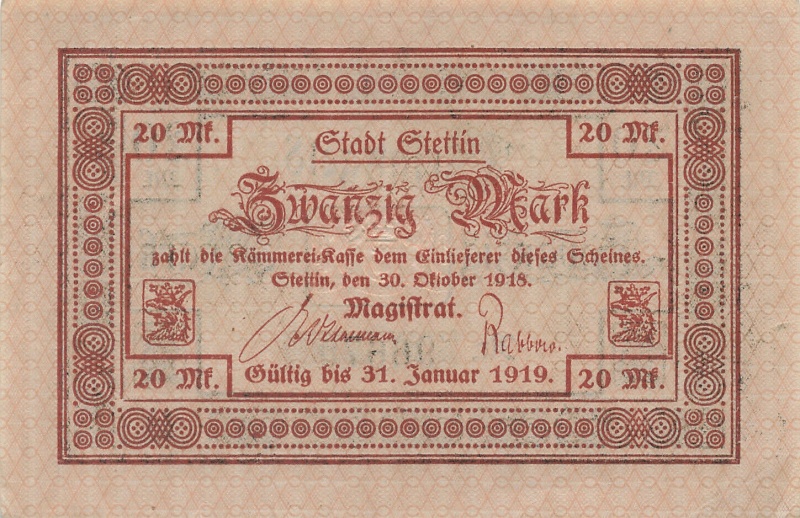 20 Mk. 20 Mk.
Stadt Stettin
Zwanzig Mark
zahlt die Kämmerei-Kasse dem Einlieferer dieses Scheines.
Stettin, den 30. Oktober 1918.
Magistrat.
Gültig bis 31. Januar 1919.
20 Mk. 20 Mk.